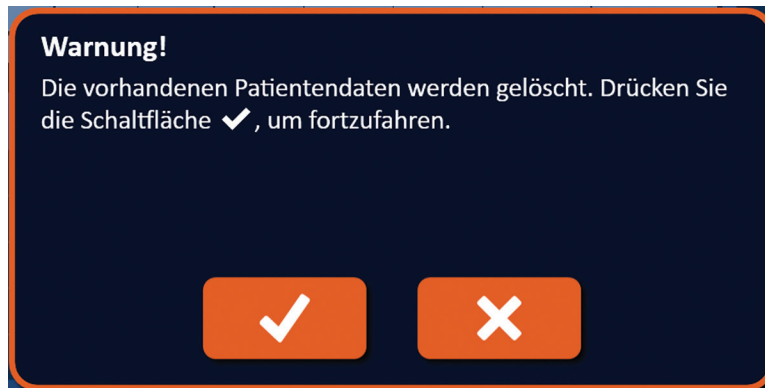 Warnung!
Die vorhandenen Patientendaten werden gelöscht. Drücken Sie
die Schaltfläche ✔, um fortzufahren.